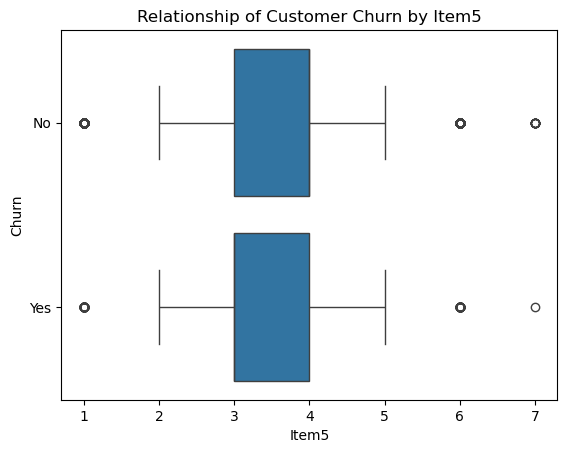 Relationship of Customer Churn by Item5
No
Churn
Yes
1 2 3 4 5 6 7
Item5